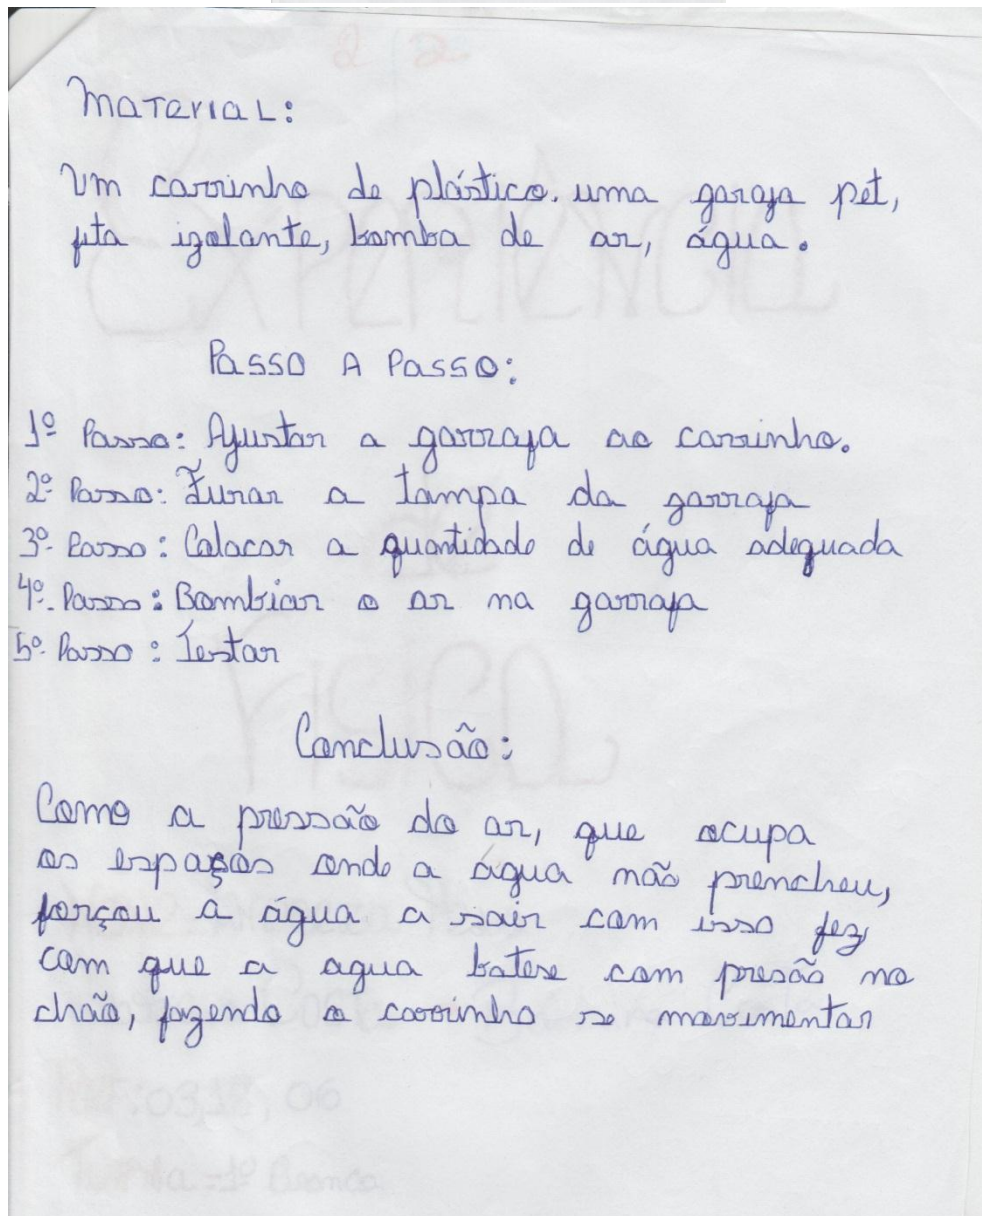 Material:
Um carrinho de plástico. uma garaja pet,
fita izolante, bomba de ar, água.
Passo A Passo:
1º Passo: Ajustar a garrafa ao carrinho.
2º Passo: Furar a tampa da garrafa
3º Passo: Colocar a quantidade de água adequada
4º Passo: Bombiar o ar na garrafa
5º Passo: Testar
Conclusão:
Como a pressão do ar, que ocupa
os espaços onde a água não prencheu,
forçou à água a sair com isso fez
com que a agua batese com presão no
chão, fazendo o carrinho se movimentar